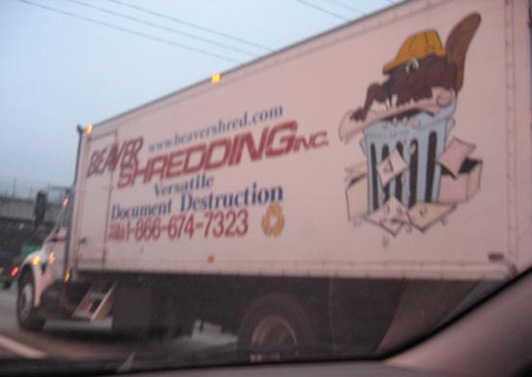 www.beavershred.com
BEAVER SHREDDING INC.
Versatile
Document Destruction
1-866-674-7323